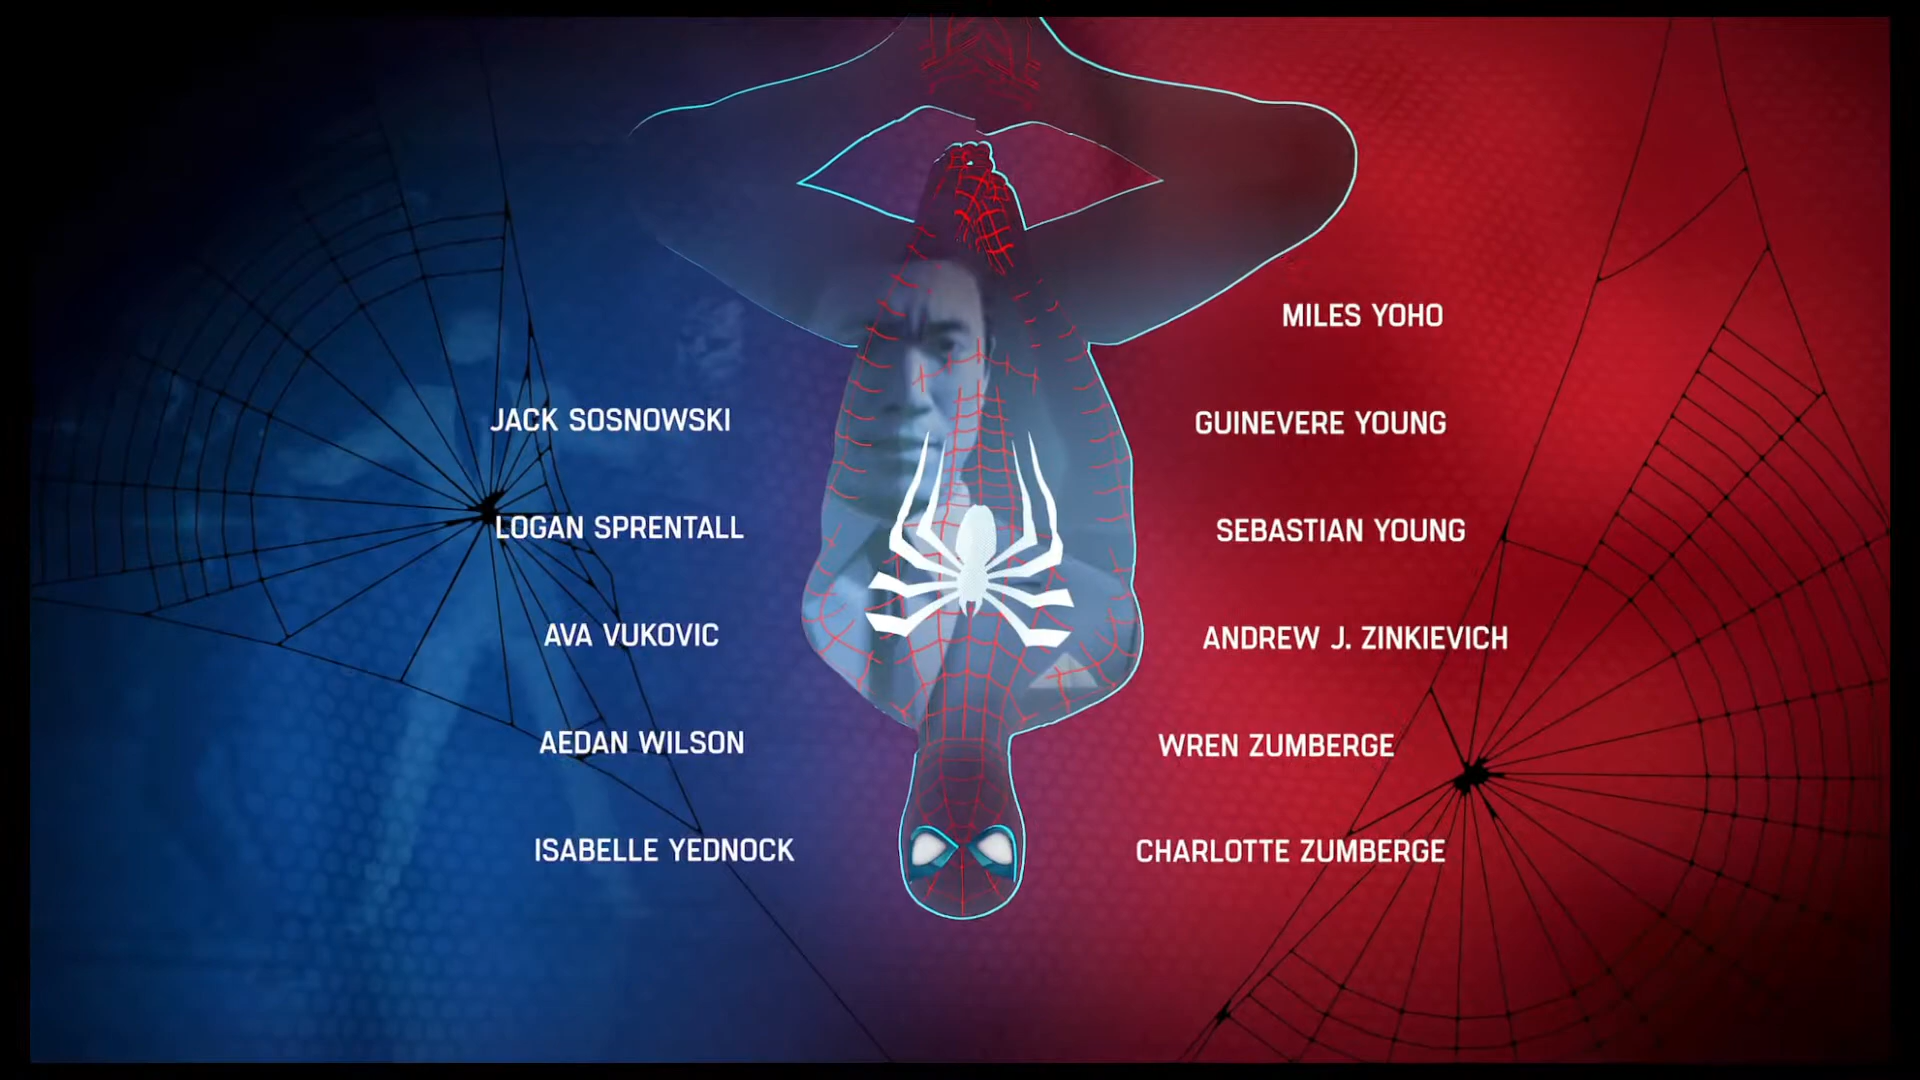 JACK SOSNOWSKI
LOGAN SPRENTALL
AVA VUKOVIC
AEDAN WILSON
ISABELLE YEDNOCK
MILES YOHO
GUINEVERE YOUNG
SEBASTIAN YOUNG
ANDREW J. ZINKIEVICH
WREN ZUMBERGE
CHARLOTTE ZUMBERGE